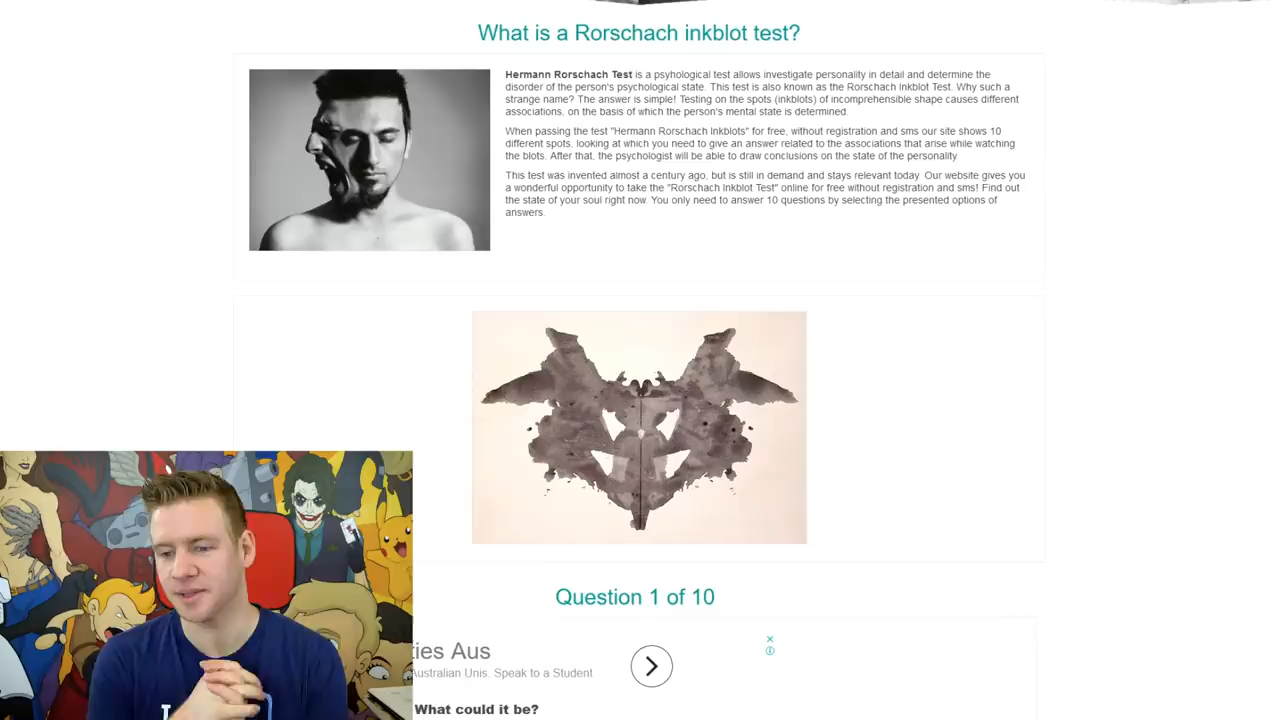 What is a Rorschach inkblot test?
Hermann Rorschach Test is a psyhological test allows investigate personality in detail and determine the
disorder of the person's psychological state. This test is also known as the Rorschach Inkblot Test. Why such a
strange name? The answer is simple! Testing on the spots (inkblots) of incomprehensible shape causes different
associations, on the basis of which the person's mental state is determined.
When passing the test "Hermann Rorschach Inkblots" for free, without registration and sms our site shows 10
different spots, looking at which you need to give an answer related to the associations that arise while watching
the blots. After that, the psychologist will be able to draw conclusions on the state of the personality.
This test was invented almost a century ago, but is still in demand and stays relevant today. Our website gives you
a wonderful opportunity to take the "Rorschach Inkblot Test" online for free without registration and sms! Find out
the state of your soul right now. You only need to answer 10 questions by selecting the presented options of
answers.
Question 1 of 10
ties Aus
Australian Unis. Speak to a Student
What could it be?